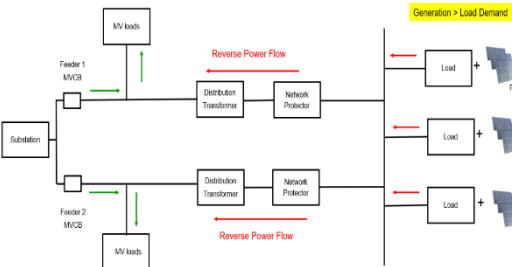 Generation > Load Demand
MV loads
Reverse Power Flow
Feeder 1
MVCB
Load
+
Distribution
Transformer
Network
Protector
Substation
Load
+
Distribution
Transformer
Network
Protector
Load
+
Feeder 2
MVCB
Reverse Power Flow
MV loads